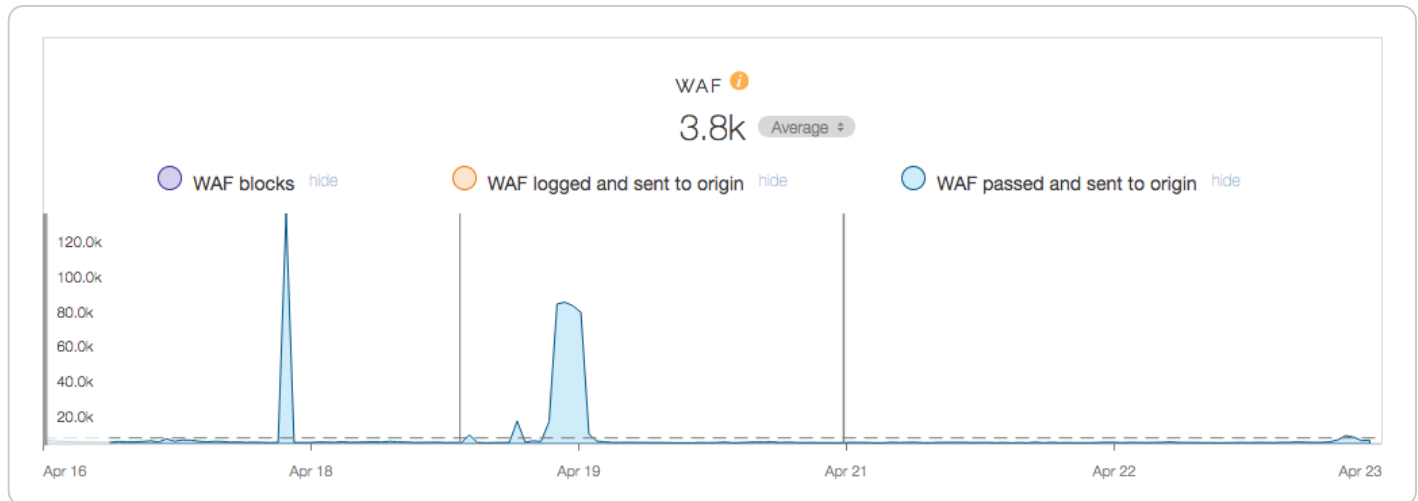 WAF i
3.8k Average
WAF blocks hide WAF logged and sent to origin hide WAF passed and sent to origin hide
120.0k
100.0k
80.0k
60.0k
40.0k
20.0k
Apr 16 Apr 18 Apr 19 Apr 21 Apr 22 Apr 23